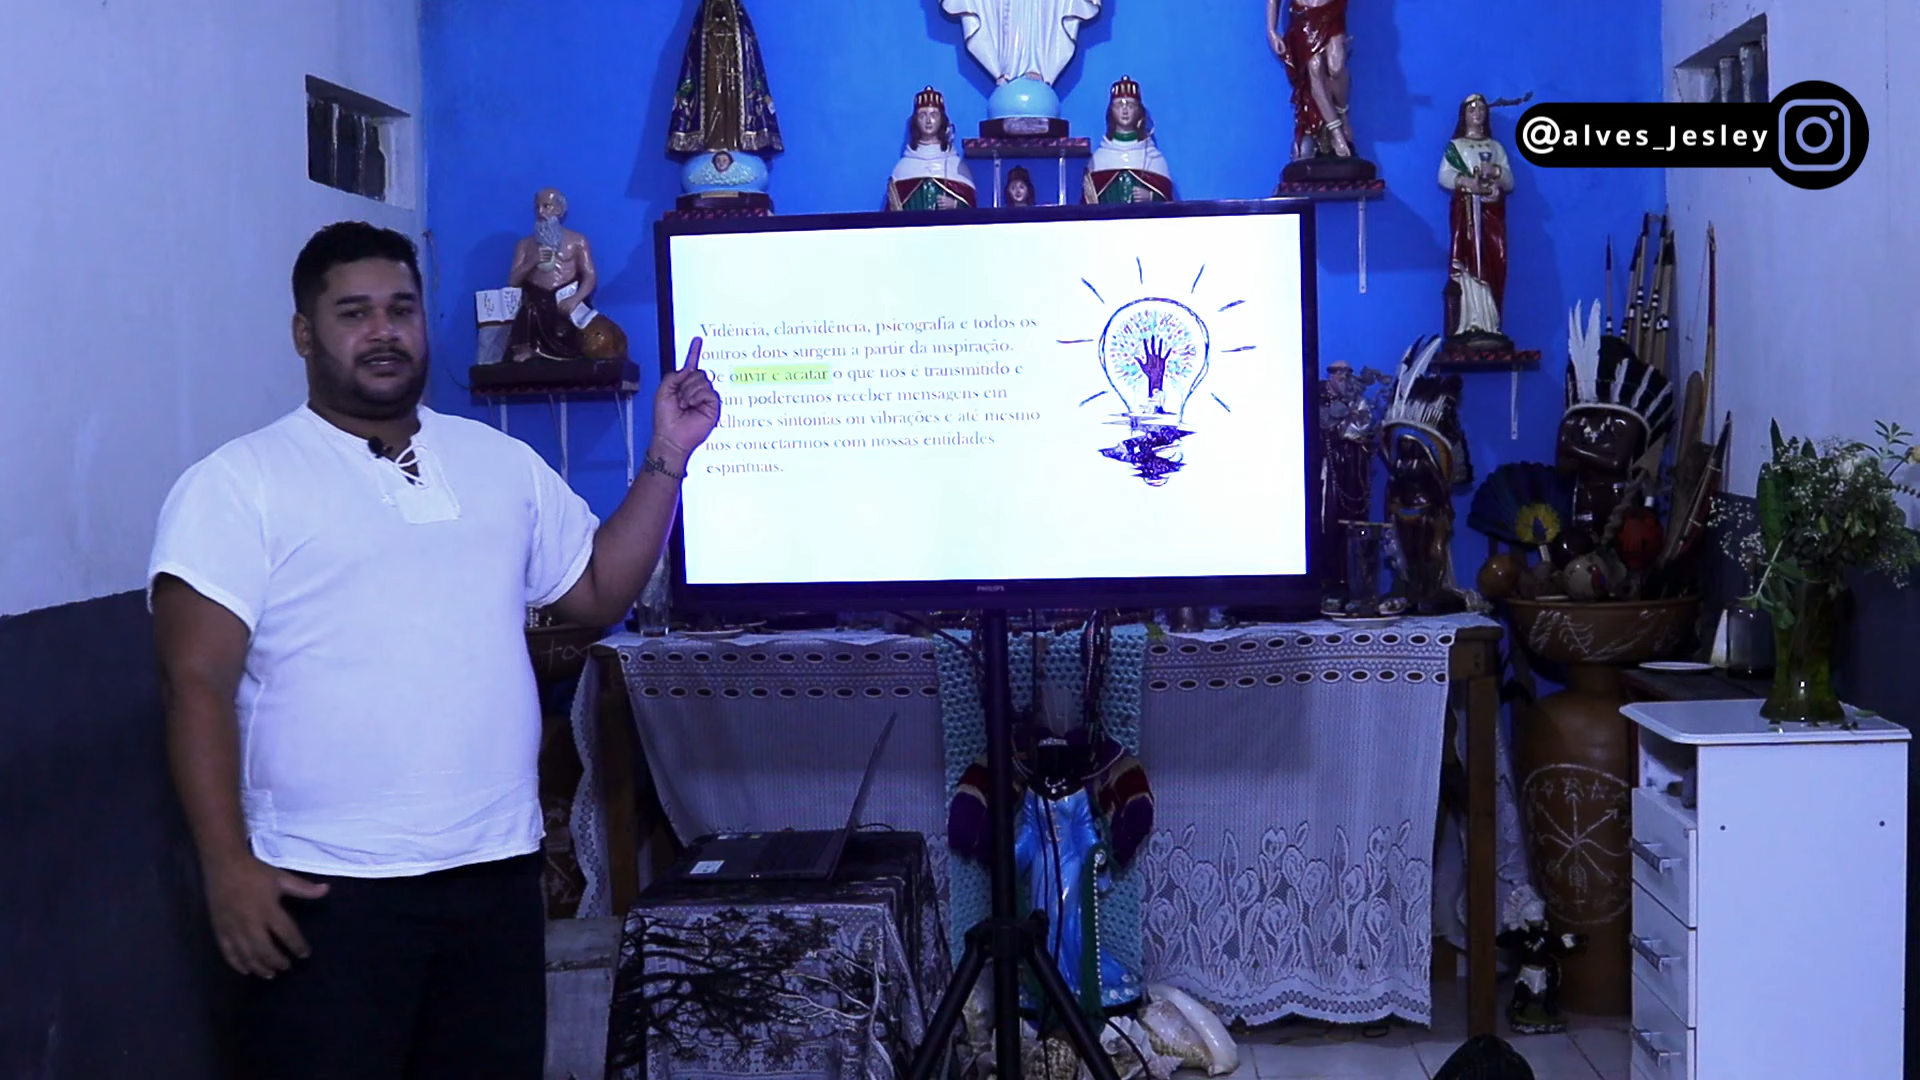 @alves_Jesley
Vidência, clarividência, psicografia e todos os
outros dons surgem a partir da inspiração.
De ouvir e acatar o que nos é transmitido e
poderemos receber mensagens em
melhores sintonias ou vibrações e até mesmo
nos conectarmos com nossas entidades
espirituais.
PHILIPS